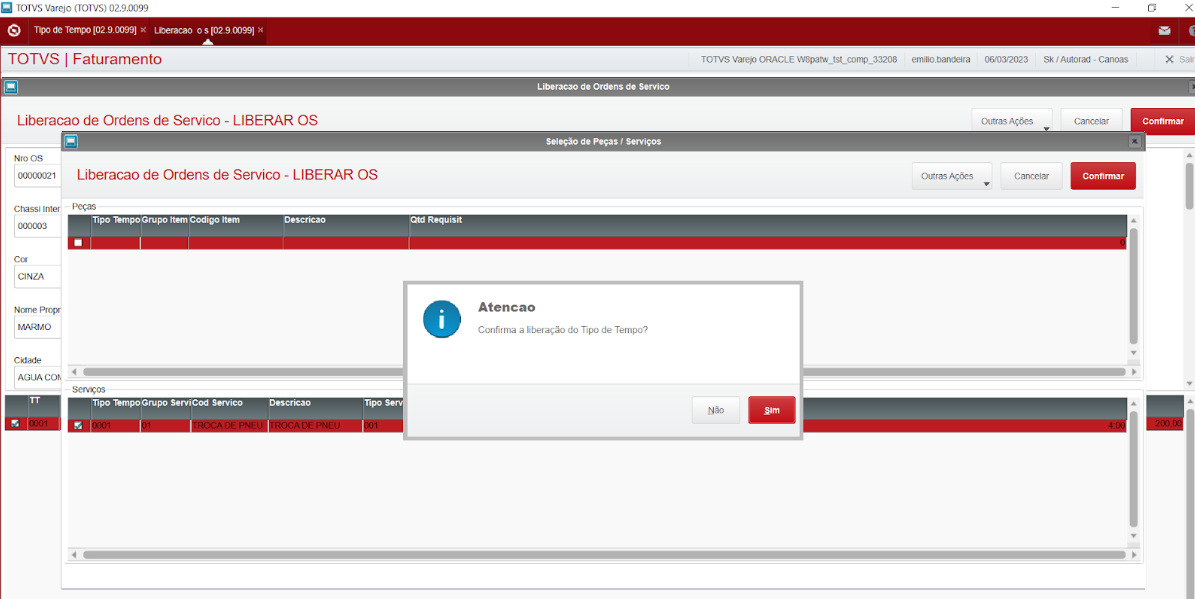 TOTVS Varejo (TOTVS) 02.9.0099
Tipo de Tempo [02.9.0099] × Liberacao o s [02.9.0099] ×
TOTVS | Faturamento
TOTVS Varejo ORACLE W8patw_tst_comp_33208 emilio.bandeira 06/03/2023 Sk / Autorad - Canoas
Liberacao de Ordens de Servico
Liberacao de Ordens de Servico - LIBERAR OS
Outras Ações Cancelar Confirmar
Seleção de Peças / Serviços
Liberacao de Ordens de Servico - LIBERAR OS
Outras Ações Cancelar Confirmar
Nro OS
00000021
Chassi Inter
000003
Cor
CINZA
Nome Propr
MARMO
Cidade
AGUA COM
TT
0001
200,00
Peças
Tipo Tempo Grupo Item Codigo Item Descricao Qtd Requisit
0
Atencao
Confirma a liberação do Tipo de Tempo?
Não Sim
Serviços
Tipo Tempo Grupo Servi Cod Servico Descricao Tipo Serv
0001 01 TROCA DE PNEU TROCA DE PNEU 001 4:00